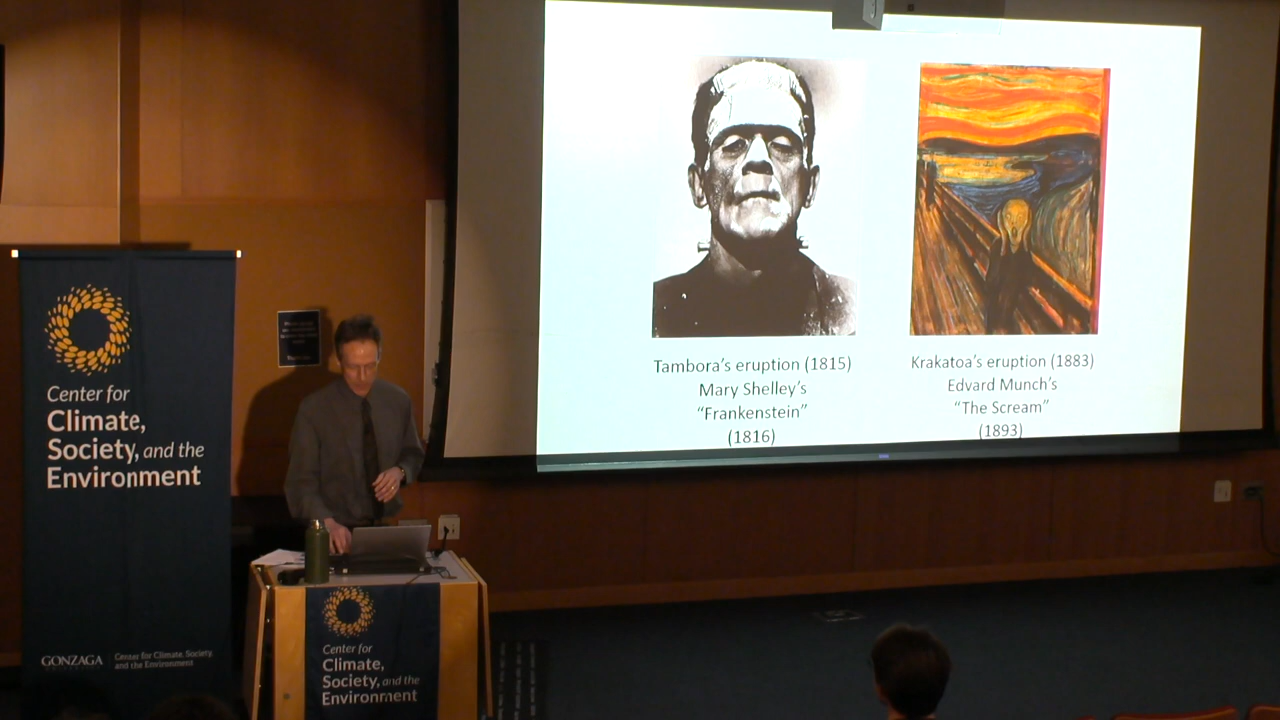 Tambora's eruption (1815)
Mary Shelley's
"Frankenstein"
(1816)
Krakatoa's eruption (1883)
Edvard Munch's
"The Scream"
(1893)
Center for
Climate,
Society, and the
Environment
GONZAGA
Center for Climate, Society,
and the Environment
Center for
Climate,
Society, and the
Environment